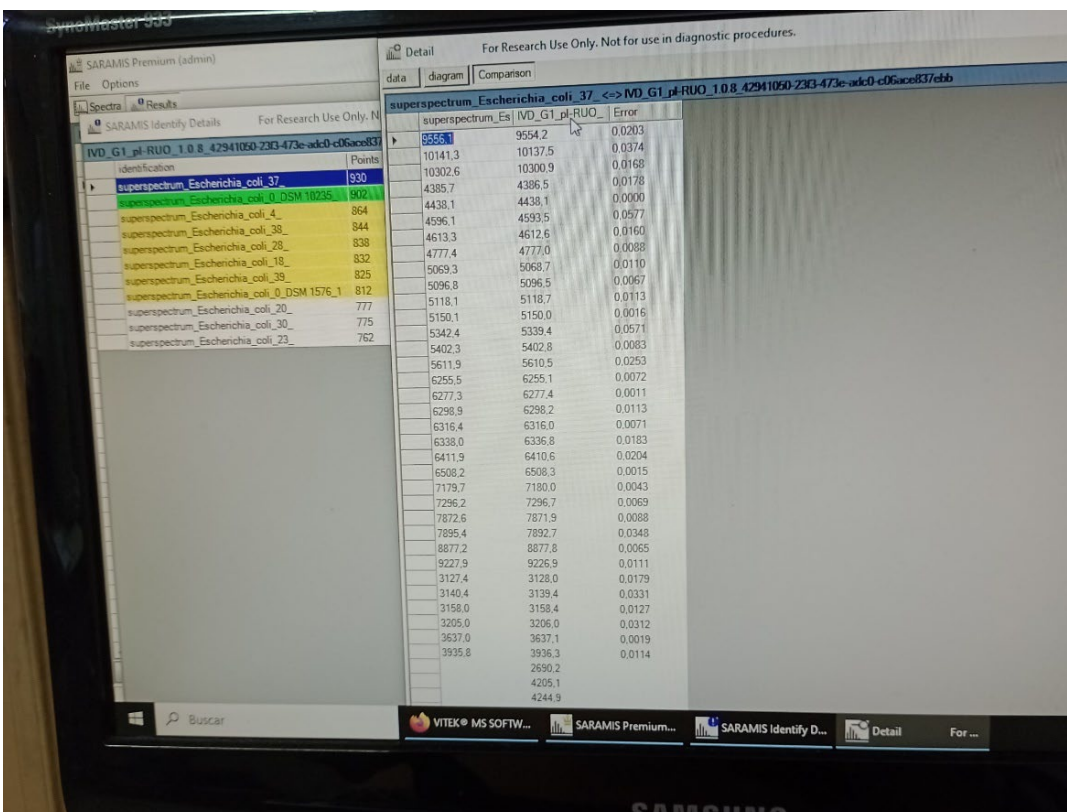 SyncMaster 933
SARAMIS Premium (admin)
File Options
Spectra Results
SARAMIS Identify Details For Research Use Only. N
IVD_G1_pl-RUO_1.0.8_42941050-23f3-473e-adc0-c06ace837
identification Points
superspectrum_Escherichia_coli_37_ 930
superspectrum_Escherichia_coli_0_DSM 10235_ 902
superspectrum_Escherichia_coli_4_ 864
superspectrum_Escherichia_coli_38_ 844
superspectrum_Escherichia_coli_28_ 838
superspectrum_Escherichia_coli_18_ 832
superspectrum_Escherichia_coli_39_ 825
superspectrum_Escherichia_coli_0_DSM 1576_1 812
superspectrum_Escherichia_coli_20_ 777
superspectrum_Escherichia_coli_30_ 775
superspectrum_Escherichia_coli_23_ 762
Detail For Research Use Only. Not for use in diagnostic procedures.
data diagram Comparison
superspectrum_Escherichia_coli_37_ <=> IVD_G1_pl-RUO_1.0.8_42941050-23f3-473e-adc0-c06ace837ebb
superspectrum_Es IVD_G1_pl-RUO_ Error
9556,1 9554,2 0,0203
10141,3 10137,5 0,0374
10302,6 10300,9 0,0168
4385,7 4386,5 0,0178
4438,1 4438,1 0,0000
4596,1 4593,5 0,0577
4613,3 4612,6 0,0160
4777,4 4777,0 0,0088
5069,3 5068,7 0,0110
5096,8 5096,5 0,0067
5118,1 5118,7 0,0113
5150,1 5150,0 0,0016
5342,4 5339,4 0,0571
5402,3 5402,8 0,0083
5611,9 5610,5 0,0253
6255,5 6255,1 0,0072
6277,3 6277,4 0,0011
6298,9 6298,2 0,0113
6316,4 6316,0 0,0071
6338,0 6336,8 0,0183
6411,9 6410,6 0,0204
6508,2 6508,3 0,0015
7179,7 7180,0 0,0043
7296,2 7296,7 0,0069
7872,6 7871,9 0,0088
7895,4 7892,7 0,0348
8877,2 8877,8 0,0065
9227,9 9226,9 0,0111
3127,4 3128,0 0,0179
3140,4 3139,4 0,0331
3158,0 3158,4 0,0127
3205,0 3206,0 0,0312
3637,0 3637,1 0,0019
3935,8 3936,3 0,0114
2690,2
4205,1
4244,9
Buscar
VITEK® MS SOFTW... SARAMIS Premium... SARAMIS Identify D... Detail For ...
SAMSUNG